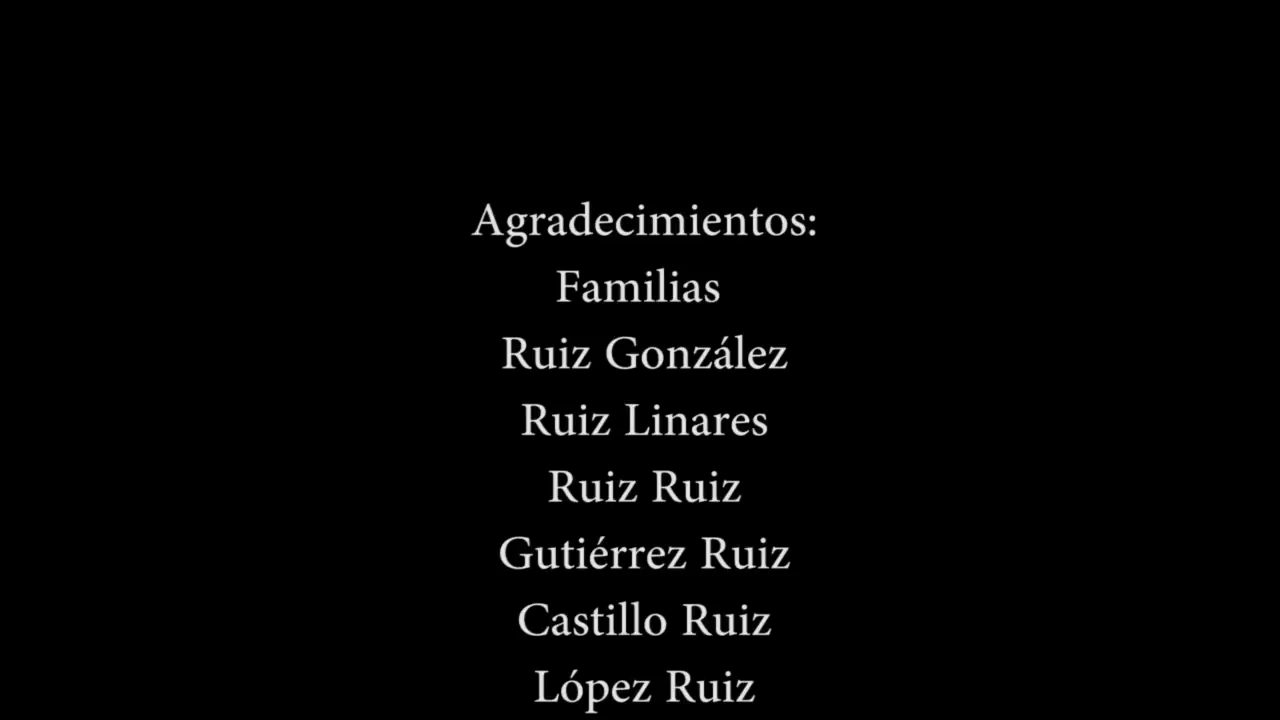 Agradecimientos:
Familias
Ruiz González
Ruiz Linares
Ruiz Ruiz
Gutiérrez Ruiz
Castillo Ruiz
López Ruiz